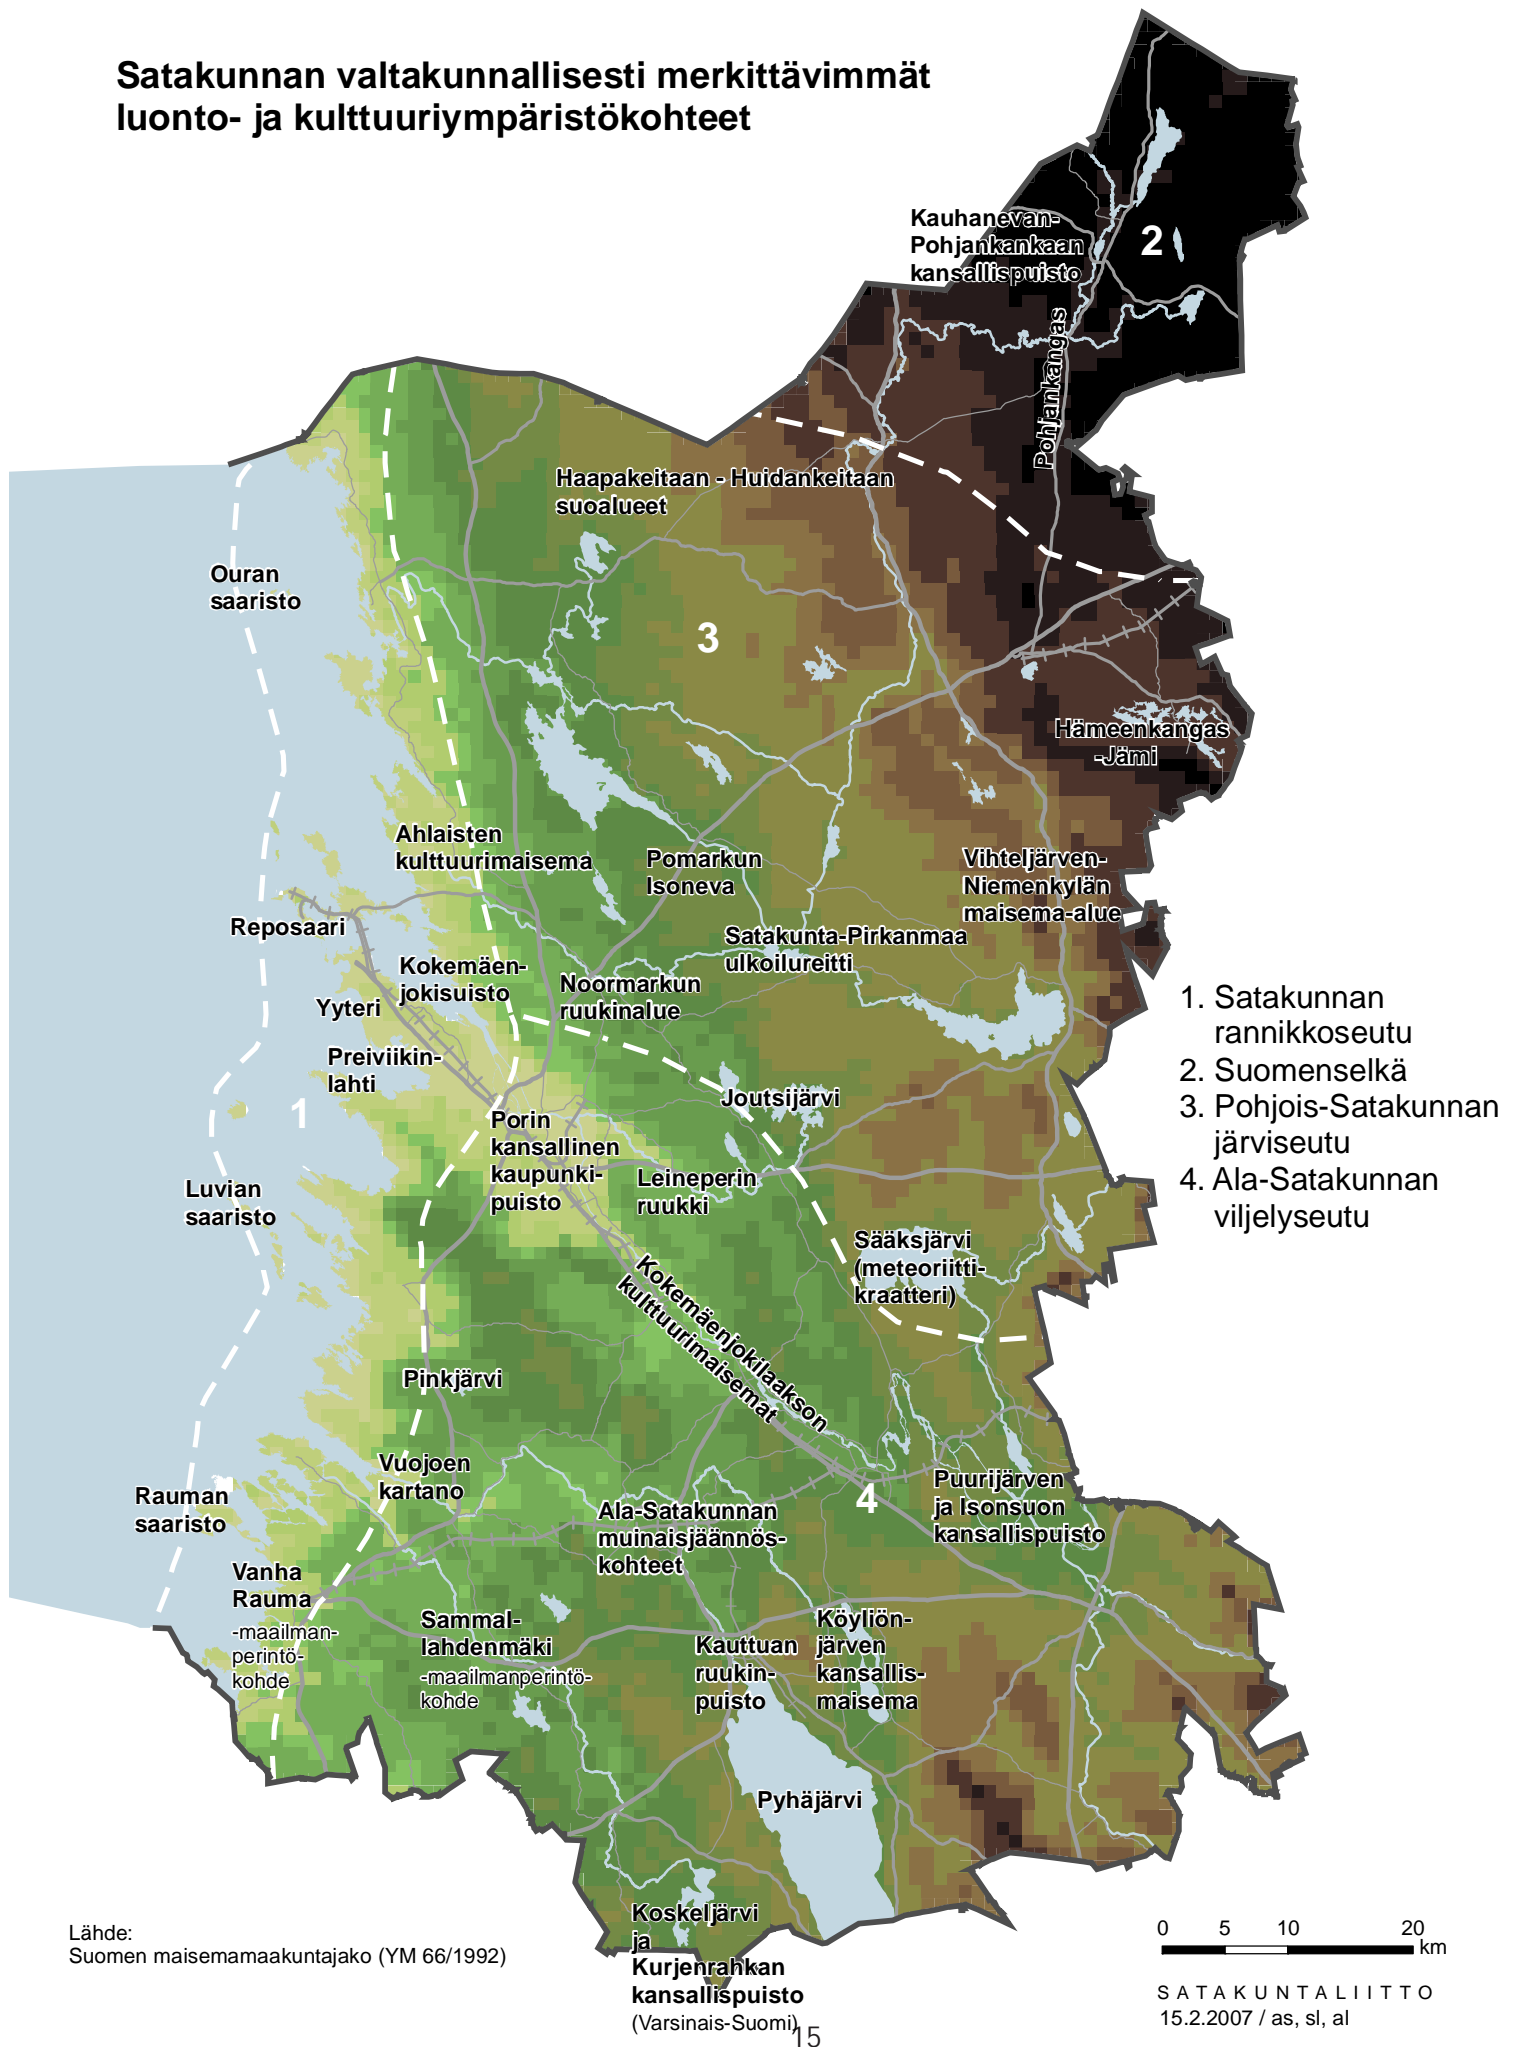 Satakunnan valtakunnallisesti merkittävimmät
luonto- ja kulttuuriympäristökohteet
Kauhanevan-
Pohjankankaan
kansallispuisto
2
Pohjankangas
Haapakeitaan - Huidankeitaan
suoalueet
Ouran
saaristo
3
Hämeenkangas
-Jämi
Ahlaisten
kulttuurimaisema
Pomarkun
Isoneva
Vihteljärven-
Niemenkylän
maisema-alue
Reposaari
Satakunta-Pirkanmaa
ulkoilureitti
Kokemäen-
jokisuisto
Noormarkun
ruukinalue
Yyteri
Preiviikin-
lahti
1
Joutsijärvi
Porin
kansallinen
kaupunki-
puisto
Leineperin
ruukki
Luvian
saaristo
Sääksjärvi
(meteoriitti-
kraatteri)
Kokemäenjokilaakson
kulttuurimaisemat
Pinkjärvi
Vuojoen
kartano
Rauman
saaristo
4
Puurijärven
ja Isonsuon
kansallispuisto
Ala-Satakunnan
muinaisjäännös-
kohteet
Vanha
Rauma
-maailman-
perintö-
kohde
Sammal-
lahdenmäki
-maailmanperintö-
kohde
Kauttuan
ruukin-
puisto
Köyliön-
järven
kansallis-
maisema
Pyhäjärvi
Koskeljärvi
ja
Kurjenrahkan
kansallispuisto
(Varsinais-Suomi)
1. Satakunnan
rannikkoseutu
2. Suomenselkä
3. Pohjois-Satakunnan
järviseutu
4. Ala-Satakunnan
viljelyseutu
Lähde:
Suomen maisemamaakuntajako (YM 66/1992)
0 5 10 20
km
SATAKUNTALIITTO
15.2.2007 / as, sl, al
15